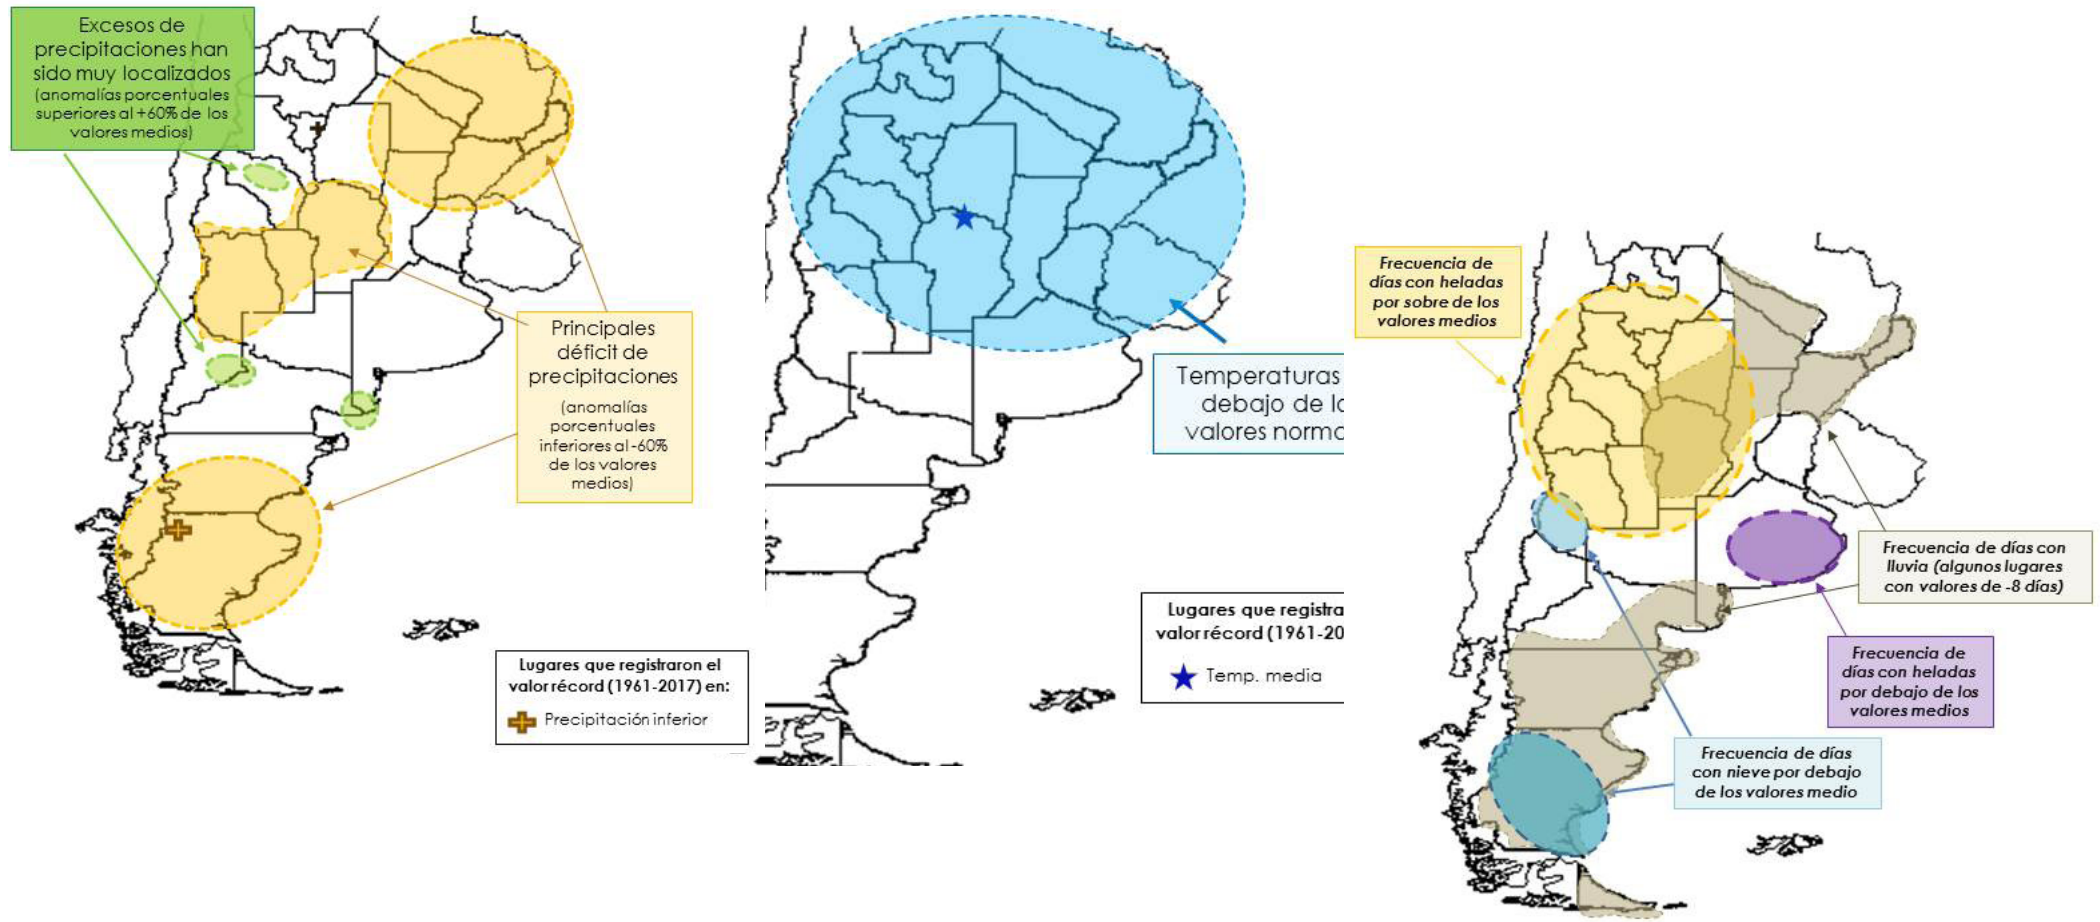 Excesos de
precipitaciones han
sido muy localizados
(anomalías porcentuales
superiores al +60% de los
valores medios)
Principales
déficit de
precipitaciones
(anomalías
porcentuales
inferiores al -60%
de los valores
medios)
Lugares que registraron el
valor récord (1961-2017) en:
Precipitación inferior
Temperaturas
debajo de lo
valores norma
Lugares que registra
valor récord (1961-20
Temp. media
Frecuencia de
días con heladas
por sobre de los
valores medios
Frecuencia de días con
lluvia (algunos lugares
con valores de -8 días)
Frecuencia de
días con heladas
por debajo de los
valores medios
Frecuencia de días
con nieve por debajo
de los valores medio